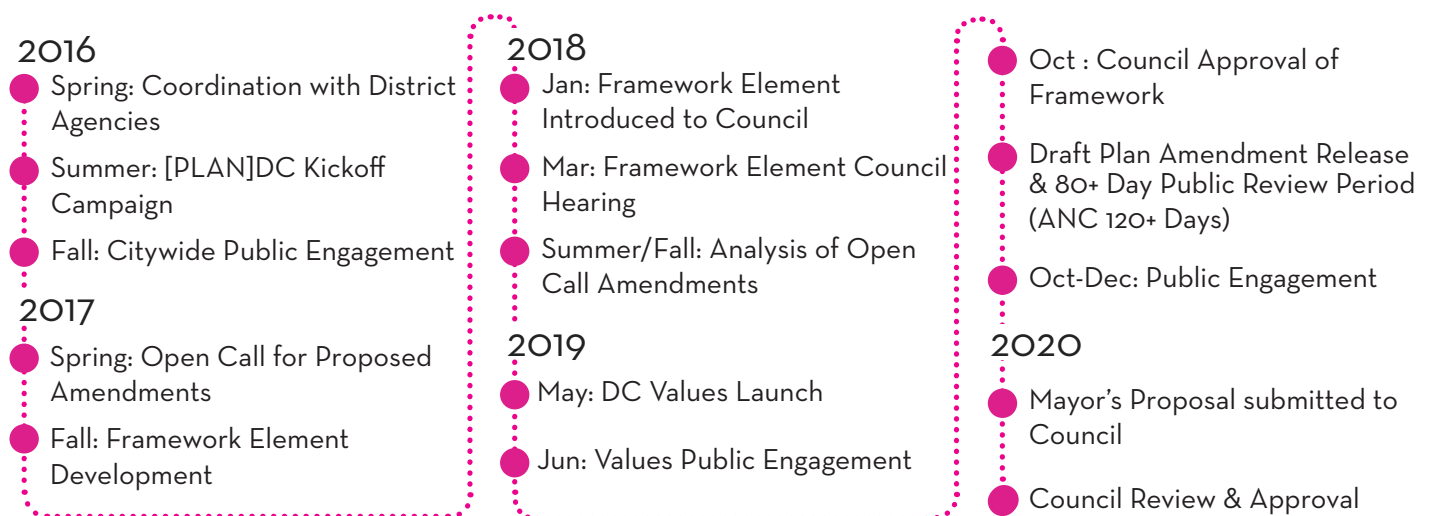 2016
Spring: Coordination with District
Agencies
Summer: [PLAN]DC Kickoff
Campaign
Fall: Citywide Public Engagement
2017
Spring: Open Call for Proposed
Amendments
Fall: Framework Element
Development
2018
Jan: Framework Element
Introduced to Council
Mar: Framework Element Council
Hearing
Summer/Fall: Analysis of Open
Call Amendments
2019
May: DC Values Launch
Jun: Values Public Engagement
Oct : Council Approval of
Framework
Draft Plan Amendment Release
& 80+ Day Public Review Period
(ANC 120+ Days)
Oct-Dec: Public Engagement
2020
Mayor's Proposal submitted to
Council
Council Review & Approval